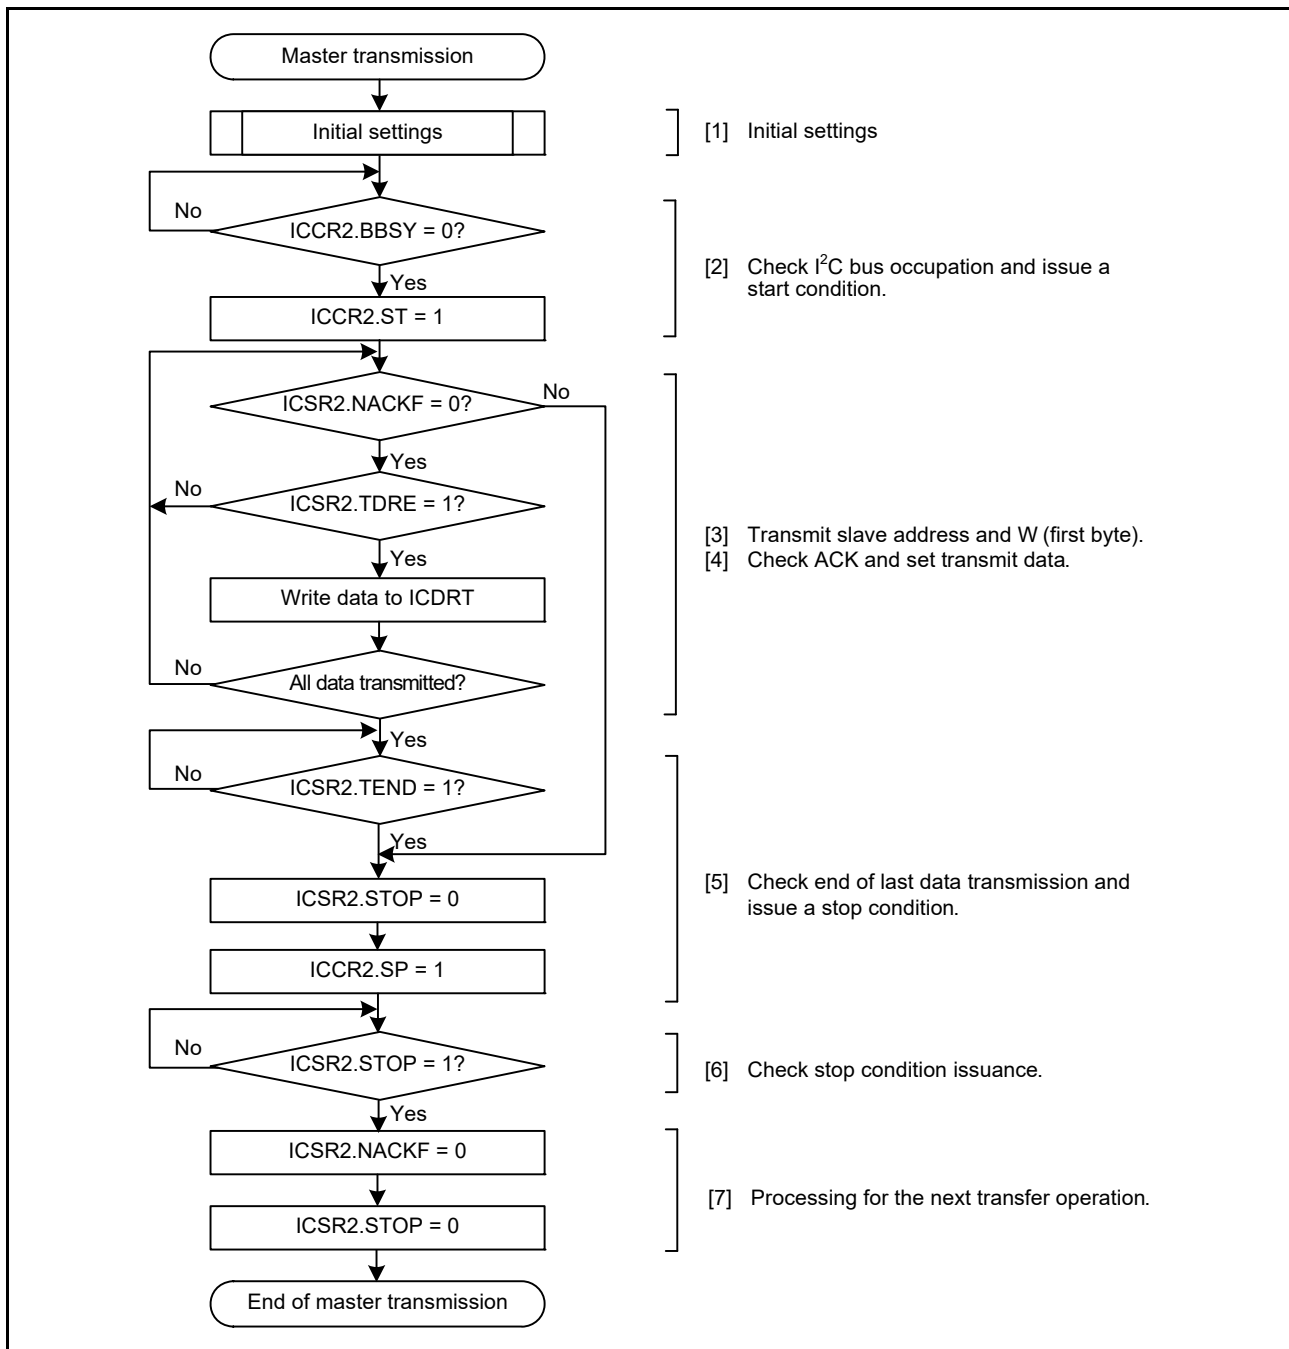 Master transmission
Initial settings
[1] Initial settings
No
ICCR2.BBSY = 0?
Yes
[2] Check I²C bus occupation and issue a
start condition.
ICCR2.ST = 1
No
ICSR2.NACKF = 0?
Yes
No
ICSR2.TDRE = 1?
Yes
[3] Transmit slave address and W (first byte).
[4] Check ACK and set transmit data.
Write data to ICDRT
No
All data transmitted?
Yes
No
ICSR2.TEND = 1?
Yes
[5] Check end of last data transmission and
issue a stop condition.
ICSR2.STOP = 0
ICCR2.SP = 1
No
ICSR2.STOP = 1?
[6] Check stop condition issuance.
Yes
ICSR2.NACKF = 0
[7] Processing for the next transfer operation.
ICSR2.STOP = 0
End of master transmission